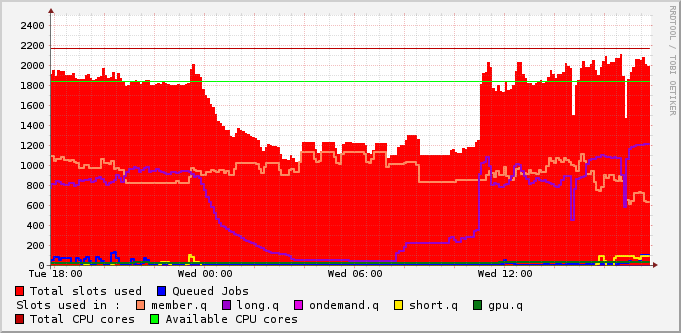 RRDTOOL / TOBI OETIKER
2400
2200
2000
1800
1600
1400
1200
1000
800
600
400
200
0
Tue 18:00 Wed 00:00 Wed 06:00 Wed 12:00
Total slots used Queued Jobs
Slots used in : member.q long.q ondemand.q short.q gpu.q
Total CPU cores Available CPU cores